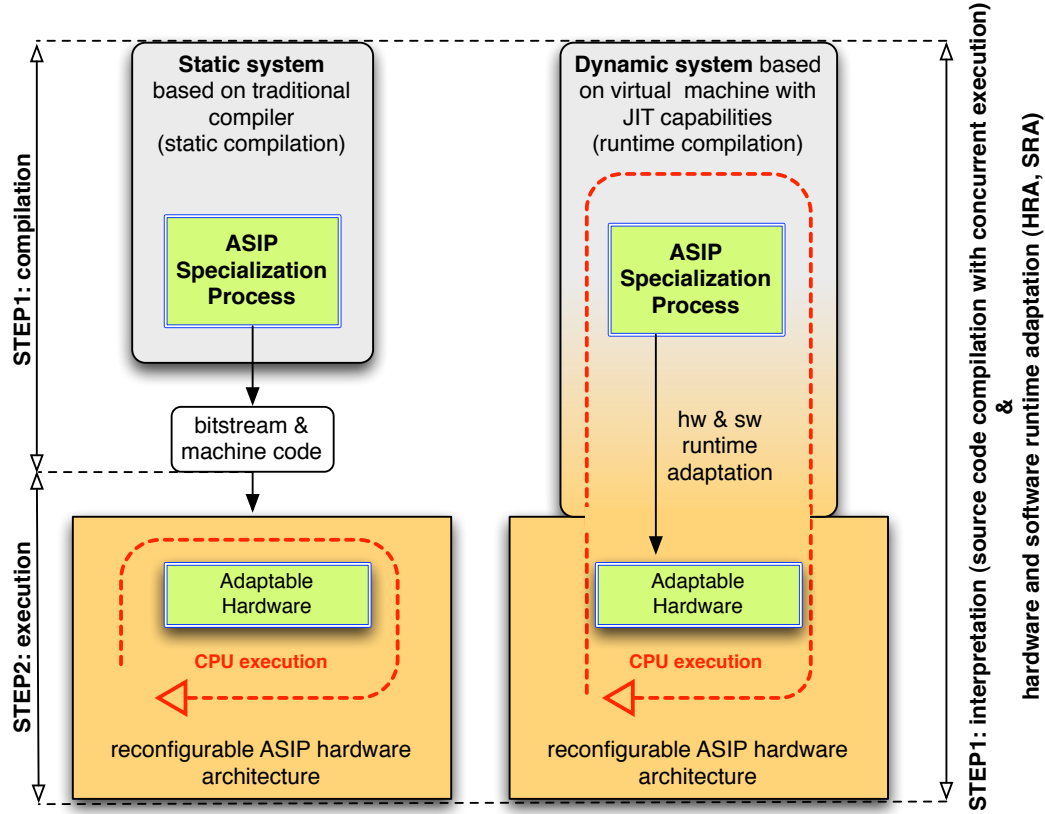 STEP1: compilation
STEP2: execution
Static system
based on traditional
compiler
(static compilation)
ASIP
Specialization
Process
bitstream &
machine code
Adaptable
Hardware
CPU execution
reconfigurable ASIP hardware
architecture
Dynamic system based
on virtual machine with
JIT capabilities
(runtime compilation)
ASIP
Specialization
Process
hw & sw
runtime
adaptation
Adaptable
Hardware
CPU execution
reconfigurable ASIP hardware
architecture
STEP1: interpretation (source code compilation with concurrent execution)
&
hardware and software runtime adaption (HRA, SRA)